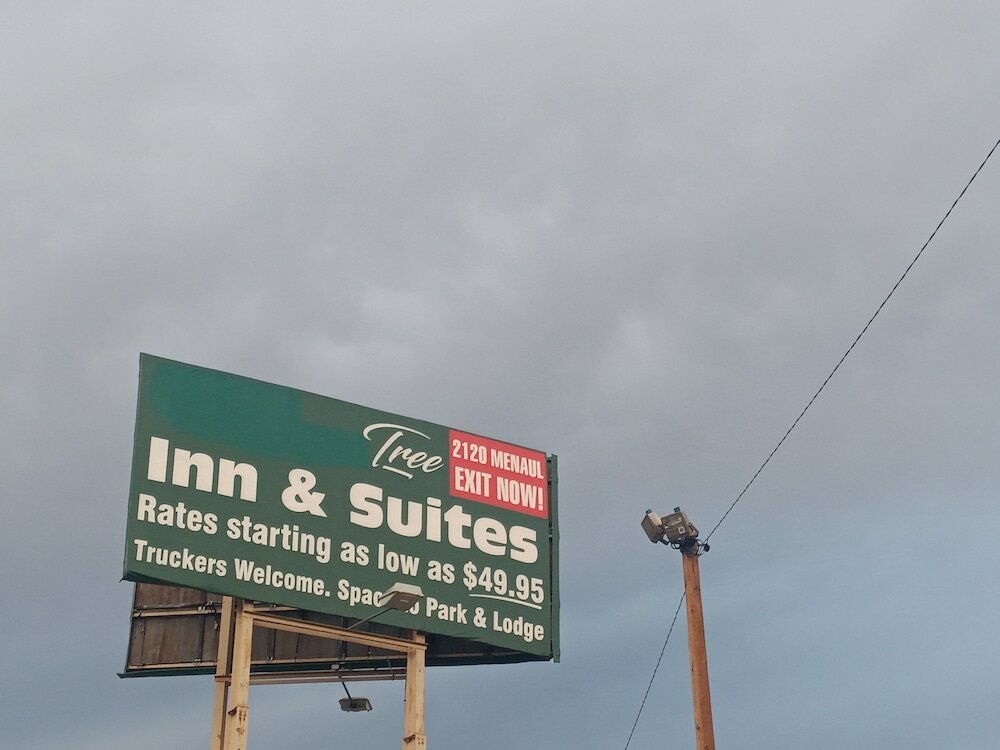 Tree
2120 MENAUL
EXIT NOW!
Inn & Suites
Rates starting as low as $49.95
Truckers Welcome. Park & Lodge